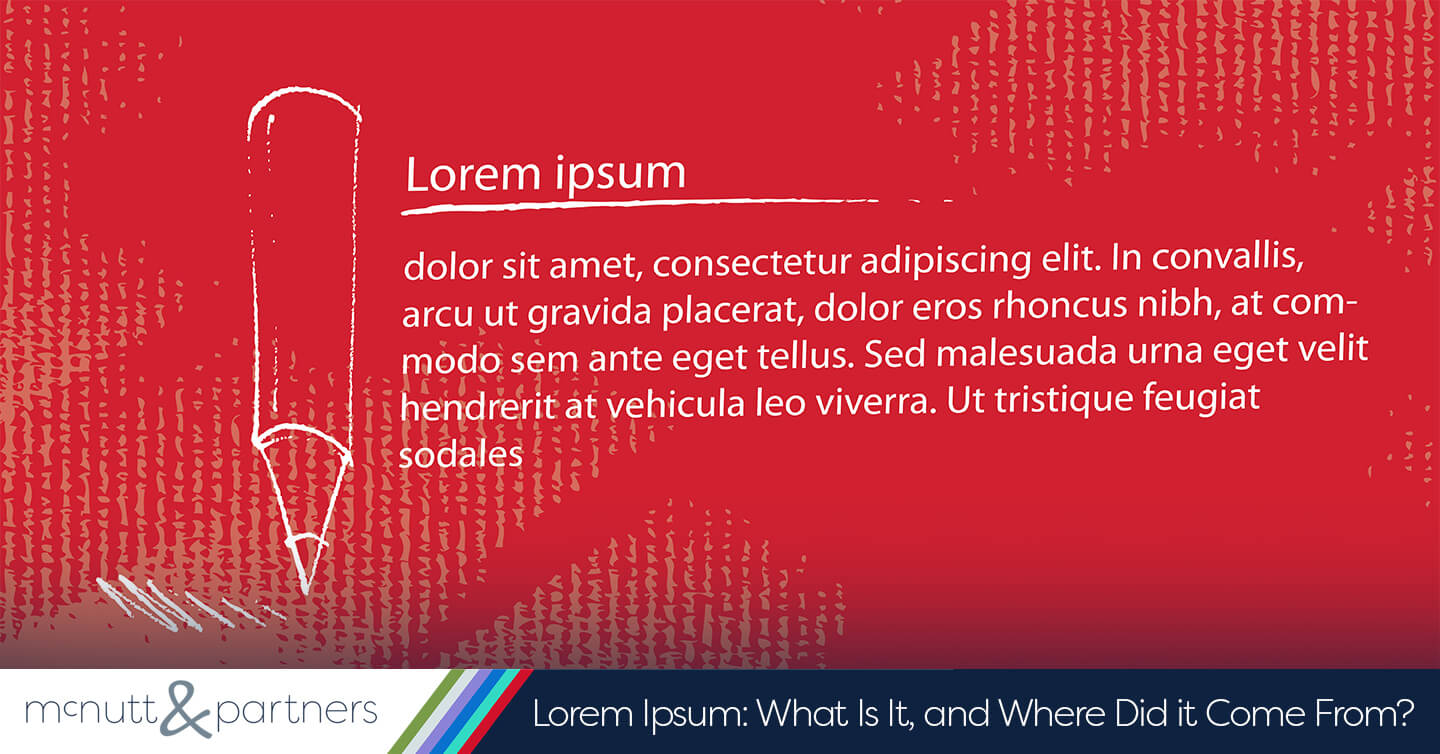 Lorem ipsum
dolor sit amet, consectetur adipiscing elit. In convallis,
arcu ut gravida placerat, dolor eros rhoncus nibh, at com-
modo sem ante eget tellus. Sed malesuada urna eget velit
hendrerit at vehicula leo viverra. Ut tristique feugiat
sodales
mcnutt&partners
Lorem Ipsum: What Is It, and Where Did it Come From?